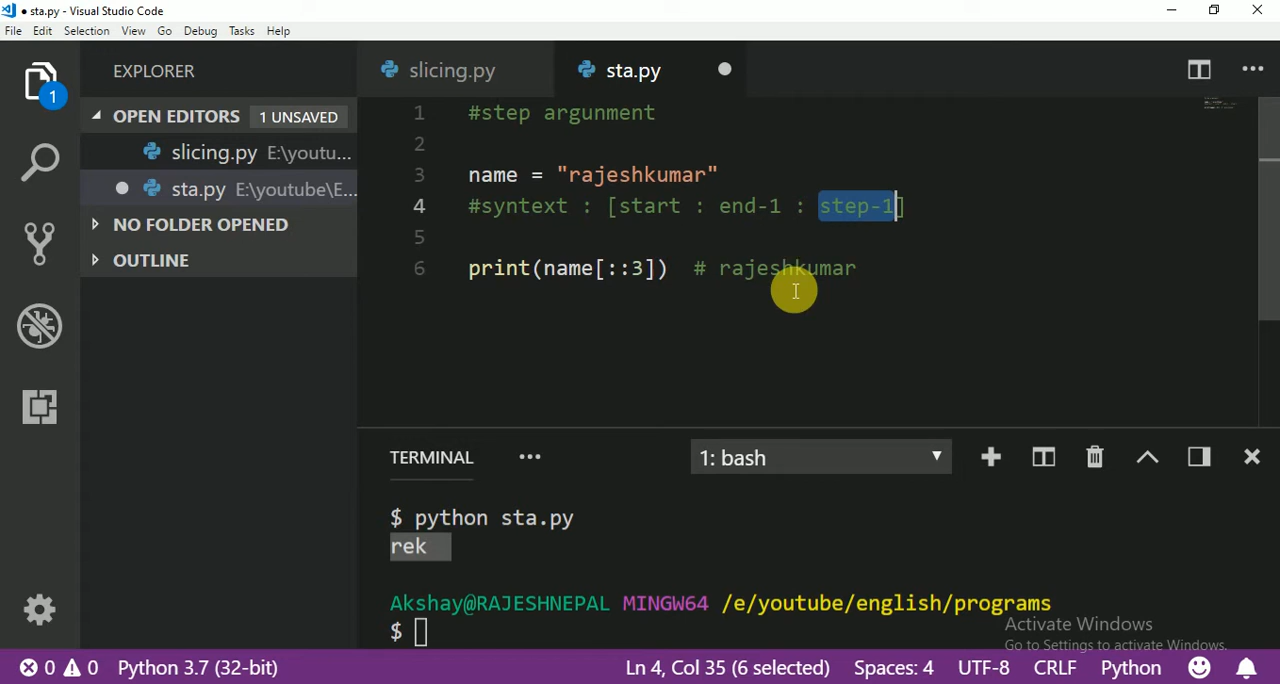 sta.py - Visual Studio Code
File Edit Selection View Go Debug Tasks Help
EXPLORER
slicing.py
sta.py
OPEN EDITORS 1 UNSAVED
slicing.py E:\youtu...
sta.py E:\youtube\E...
NO FOLDER OPENED
OUTLINE
1
1 #step argunment
2
3 name = "rajeshkumar"
4 #syntext : [start : end-1 : step-1]
5
6 print(name[::3]) # rajeshkumar
TERMINAL ... 1: bash
$ python sta.py
rek
Akshay@RAJESHNEPAL MINGW64 /e/youtube/english/programs
$
Activate Windows
Go to Settings to activate Windows.
0 0 Python 3.7 (32-bit) Ln 4, Col 35 (6 selected) Spaces: 4 UTF-8 CRLF Python